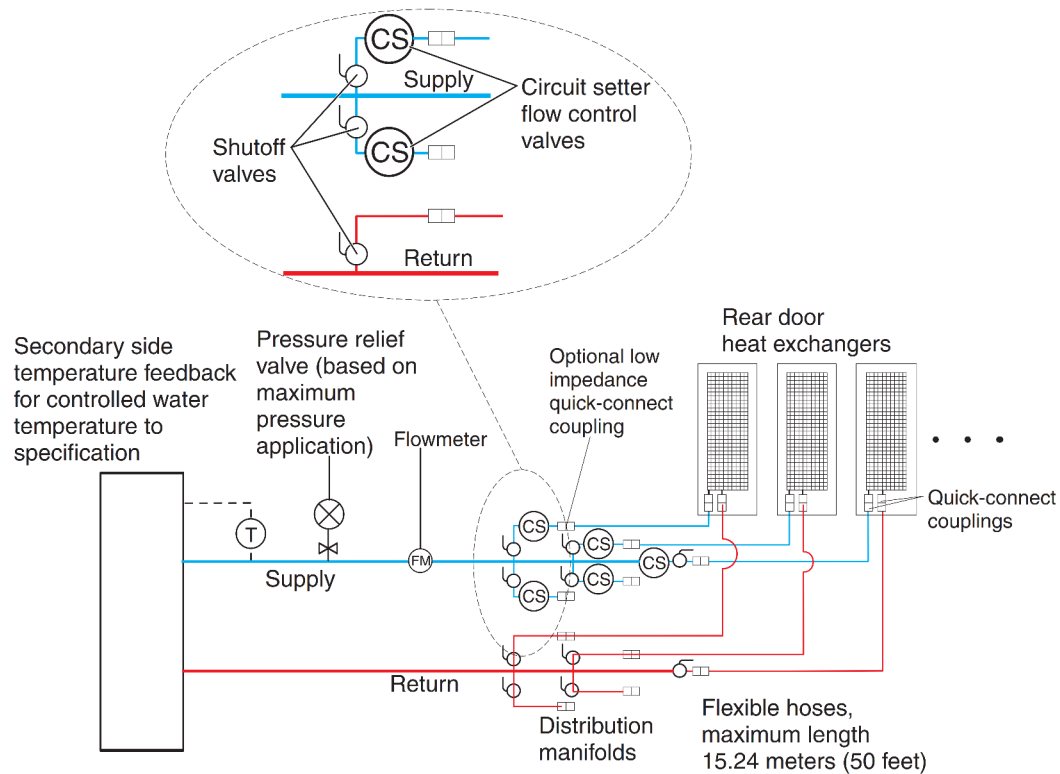 CS
Supply
Circuit setter
flow control
valves
Shutoff
valves
CS
Return
Rear door
heat exchangers
Secondary side
temperature feedback
for controlled water
temperature to
specification
Pressure relief
valve (based on
maximum
pressure
application)
Flowmeter
Optional low
impedance
quick-connect
coupling
Quick-connect
couplings
T
FM
CS
CS
CS
CS
CS
Supply
Return
Distribution
manifolds
Flexible hoses,
maximum length
15.24 meters (50 feet)